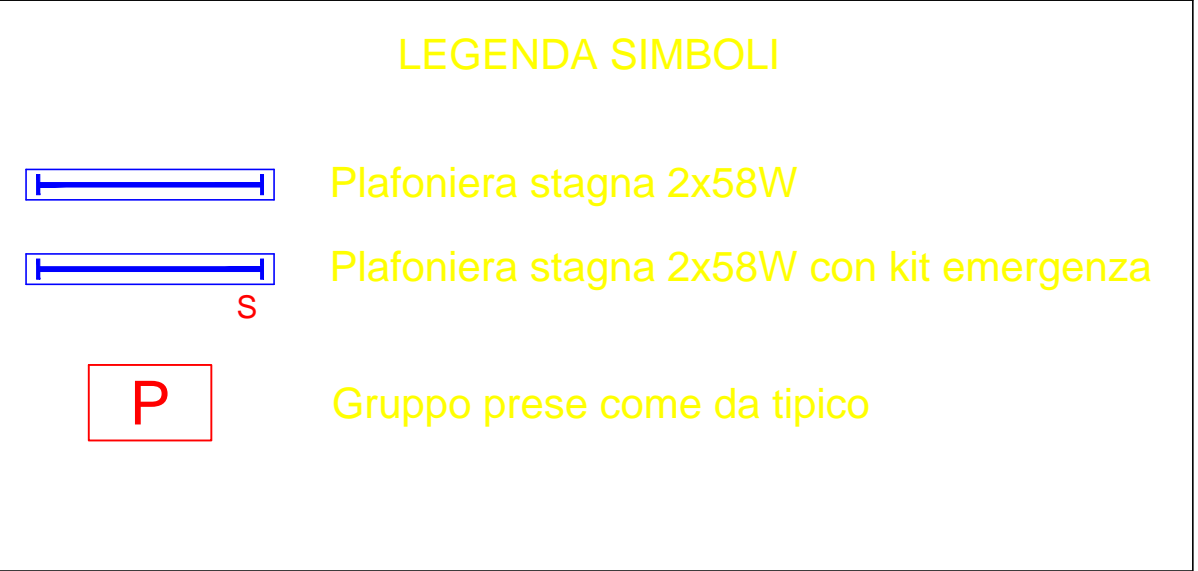 LEGENDA SIMBOLI
Plafoniera stagna 2x58W
Plafoniera stagna 2x58W con kit emergenza
S
P
Gruppo prese come da tipico